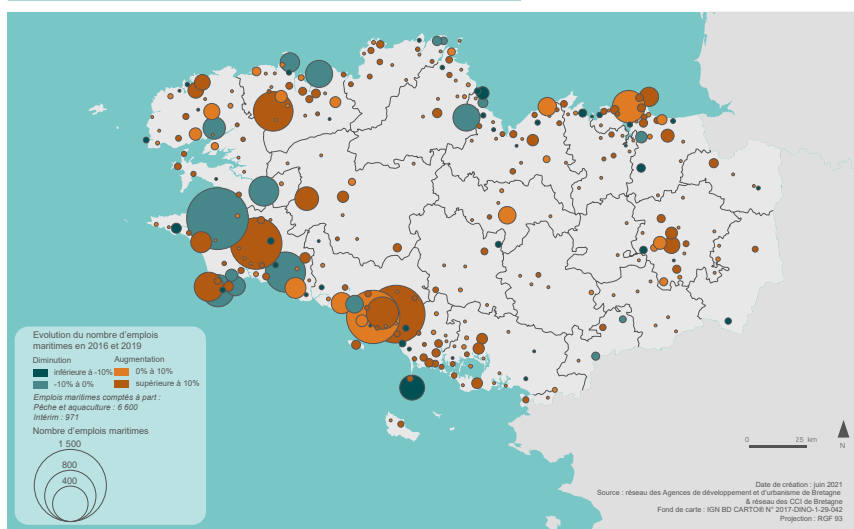 Evolution du nombre d'emplois
maritimes en 2016 et 2019
Diminution
Augmentation
inférieure à -10%
0% à 10%
-10% à 0%
supérieure à 10%
Emplois maritimes comptés à part :
Pêche et aquaculture : 6 600
Intérim : 971
Nombre d'emplois maritimes
1 500
800
400
0 25 km
N
Date de création : juin 2021
Source : réseau des Agences de développement et d'urbanisme de Bretagne
& réseau des CCI de Bretagne
Fond de carte : IGN BD CARTO® N° 2017-DINO-1-29-042
Projection : RGF 93